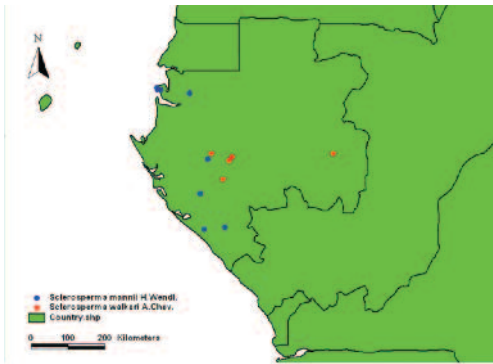 N
Sclerosperma mannii H.Wendl.
Sclerosperma walkeri A.Chev.
Country.shp
0 100 200 Kilometers